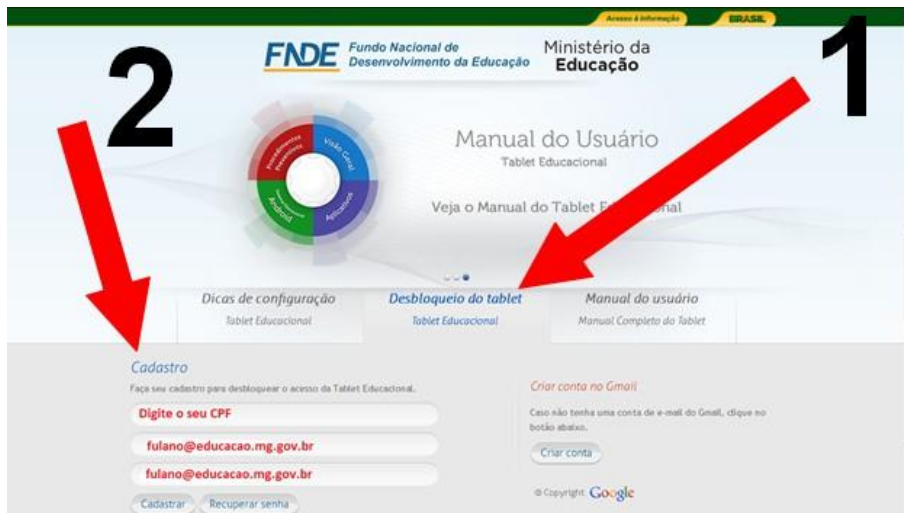 Acesso à Informação
BRASIL
1
2
FNDE
Fundo Nacional de
Desenvolvimento da Educação
Ministério da
Educação
Procedimentos
Preventivos
Visão Geral
Android
Aplicativos
Manual do Usuário
Tablet Educacional
Veja o Manual do Tablet
Dicas de configuração
Tablet Educacional
Desbloqueio do tablet
Tablet Educacional
Manual do usuário
Manual Completo do Tablet
Cadastro
Faça seu cadastro para desbloquear o acesso da Tablet Educacional.
Digite o seu CPF
fulano@educacao.mg.gov.br
fulano@educacao.mg.gov.br
Cadastrar
Recuperar senha
Criar conta no Gmail
Caso não tenha uma conta de e-mail do Gmail, clique no
botão abaixo.
Criar conta
© Copyright Google